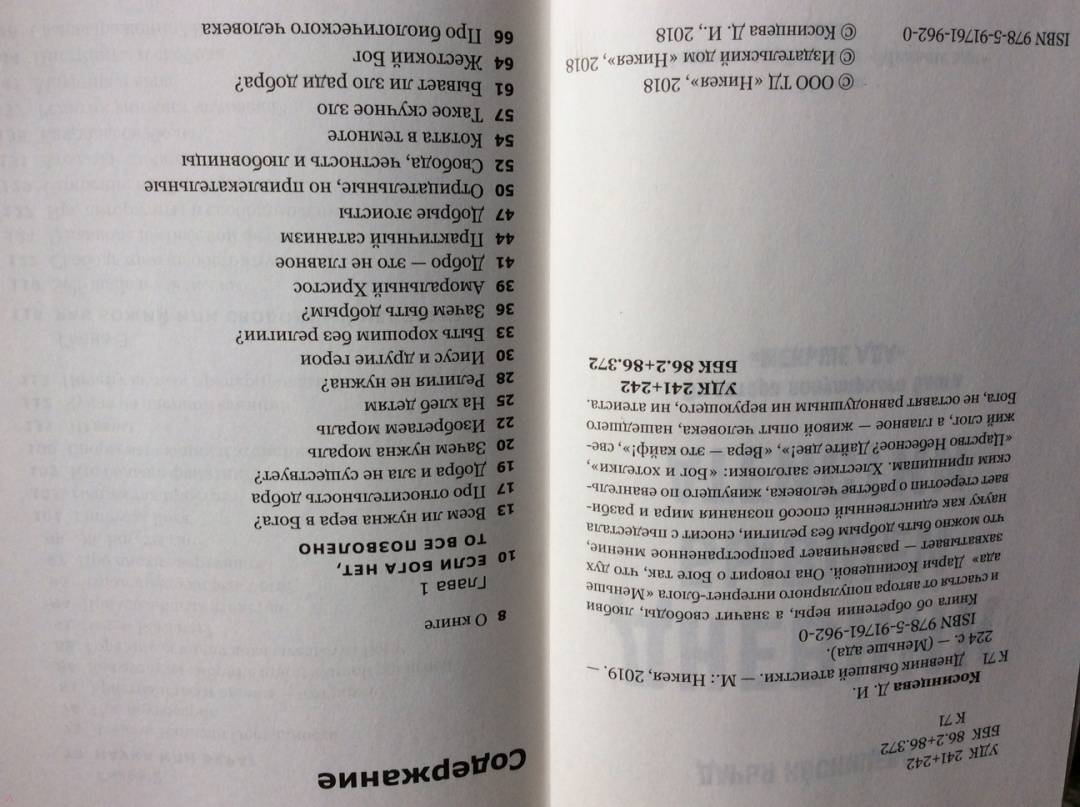 УДК 241+242
ББК 86.2+86.372
К 71
Косинцева Д. И.
К71 Дневник бывшей атеистки. — М.: Никея, 2019. —
224 с. — (Меньше ада).
ISBN 978-5-91761-962-0
Книга об обретении веры, а значит свободы, любви
и счастья от автора популярного интернет-блога «Меньше
ада» Дарьи Косинцевой. Она говорит о Боге так, что дух
захватывает — развенчивает распространенное мнение,
что можно быть добрым без религии, сносит с пьедестала
науку как единственный способ познания мира и разби-
вает стереотип о рабстве человека, живущего по евангель-
ским принципам. Хлесткие заголовки: «Бог и хотелки»,
«Царство Небесное? Дайте две!», «Вера — это кайф!», све-
жий слог, а главное — живой опыт человека, нашедшего
Бога, не оставят равнодушным ни верующего, ни атеиста.
УДК 241+242
ББК 86.2+86.372
© ООО ТД «Никея», 2018
© Издательский дом «Никея», 2018
ISBN 978-5-91761-962-0 © Косинцева Д. И., 2018
Содержание
8 О книге
Глава 1
10 ЕСЛИ БОГА НЕТ,
ТО ВСЕ ПОЗВОЛЕНО
13 Всем ли нужна вера в Бога?
17 Про относительность добра
19 Добра и зла не существует?
20 Зачем нужна мораль
22 Изобретаем мораль
25 На хлеб детям
28 Религия не нужна?
30 Иисус и другие герои
33 Быть хорошим без религии?
36 Зачем быть добрым?
39 Аморальный Христос
41 Добро — это не главное
44 Практичный сатанизм
47 Добрые эгоисты
50 Отрицательные, но привлекательные
52 Свобода, честность и любовницы
54 Котята в темноте
57 Такое скучное зло
61 Бывает ли зло ради добра?
64 Жестокий Бог
66 Про биологического человека